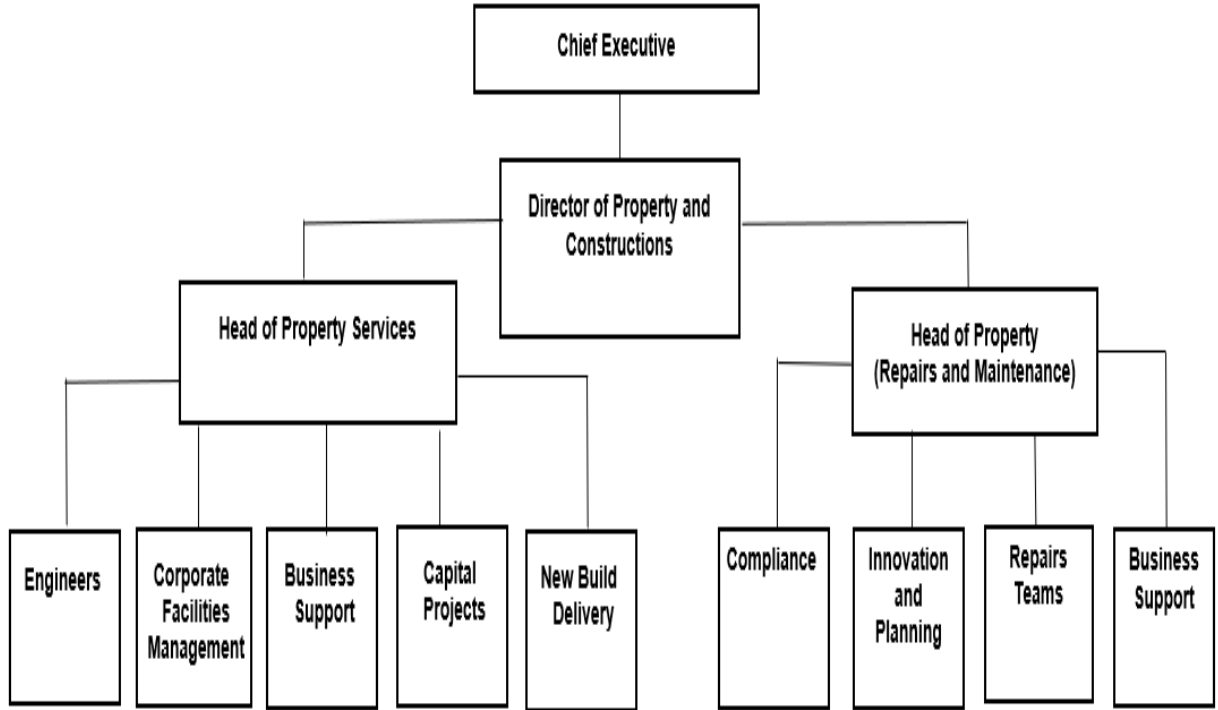 Chief Executive
Director of Property and
Constructions
Head of Property Services
Head of Property
(Repairs and Maintenance)
Engineers
Corporate
Facilities
Management
Business
Support
Capital
Projects
New Build
Delivery
Compliance
Innovation
and
Planning
Repairs
Teams
Business
Support